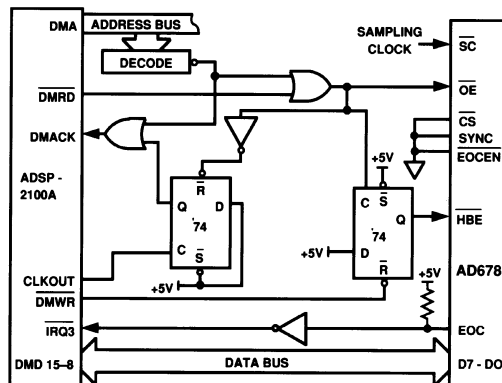 DMA
ADDRESS BUS
DECODE
SAMPLING
CLOCK
SC
DMRD
OE
DMACK
CS
SYNC
EOCEN
ADSP -
2100A
R
Q D
'74
C S
+5V
+5V
C S
Q
'74
D
R
+5V
HBE
AD678
CLKOUT
DMWR
+5V
IRQ3
EOC
DMD 15–8
DATA BUS
D7 - DO